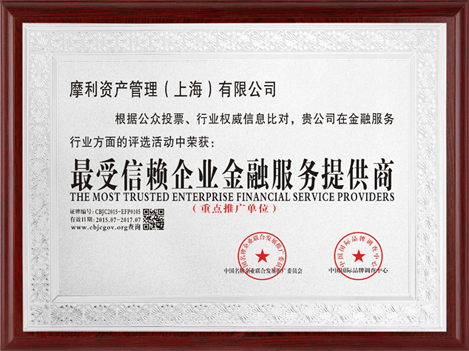 摩利资产管理（上海）有限公司
根据公众投票、行业权威信息比对，贵公司在金融服务
行业方面的评选活动中荣获：
最受信赖企业金融服务提供商
THE MOST TRUSTED ENTERPRISE FINANCIAL SERVICE PROVIDERS
（重点推广单位）
证牌编号：CBJC2015-EFP0105
有效日期：2015.07-2017.07
www.cbjcgov.org查询
中国名牌企业联合发展推广委员会
中国国际品牌调查中心